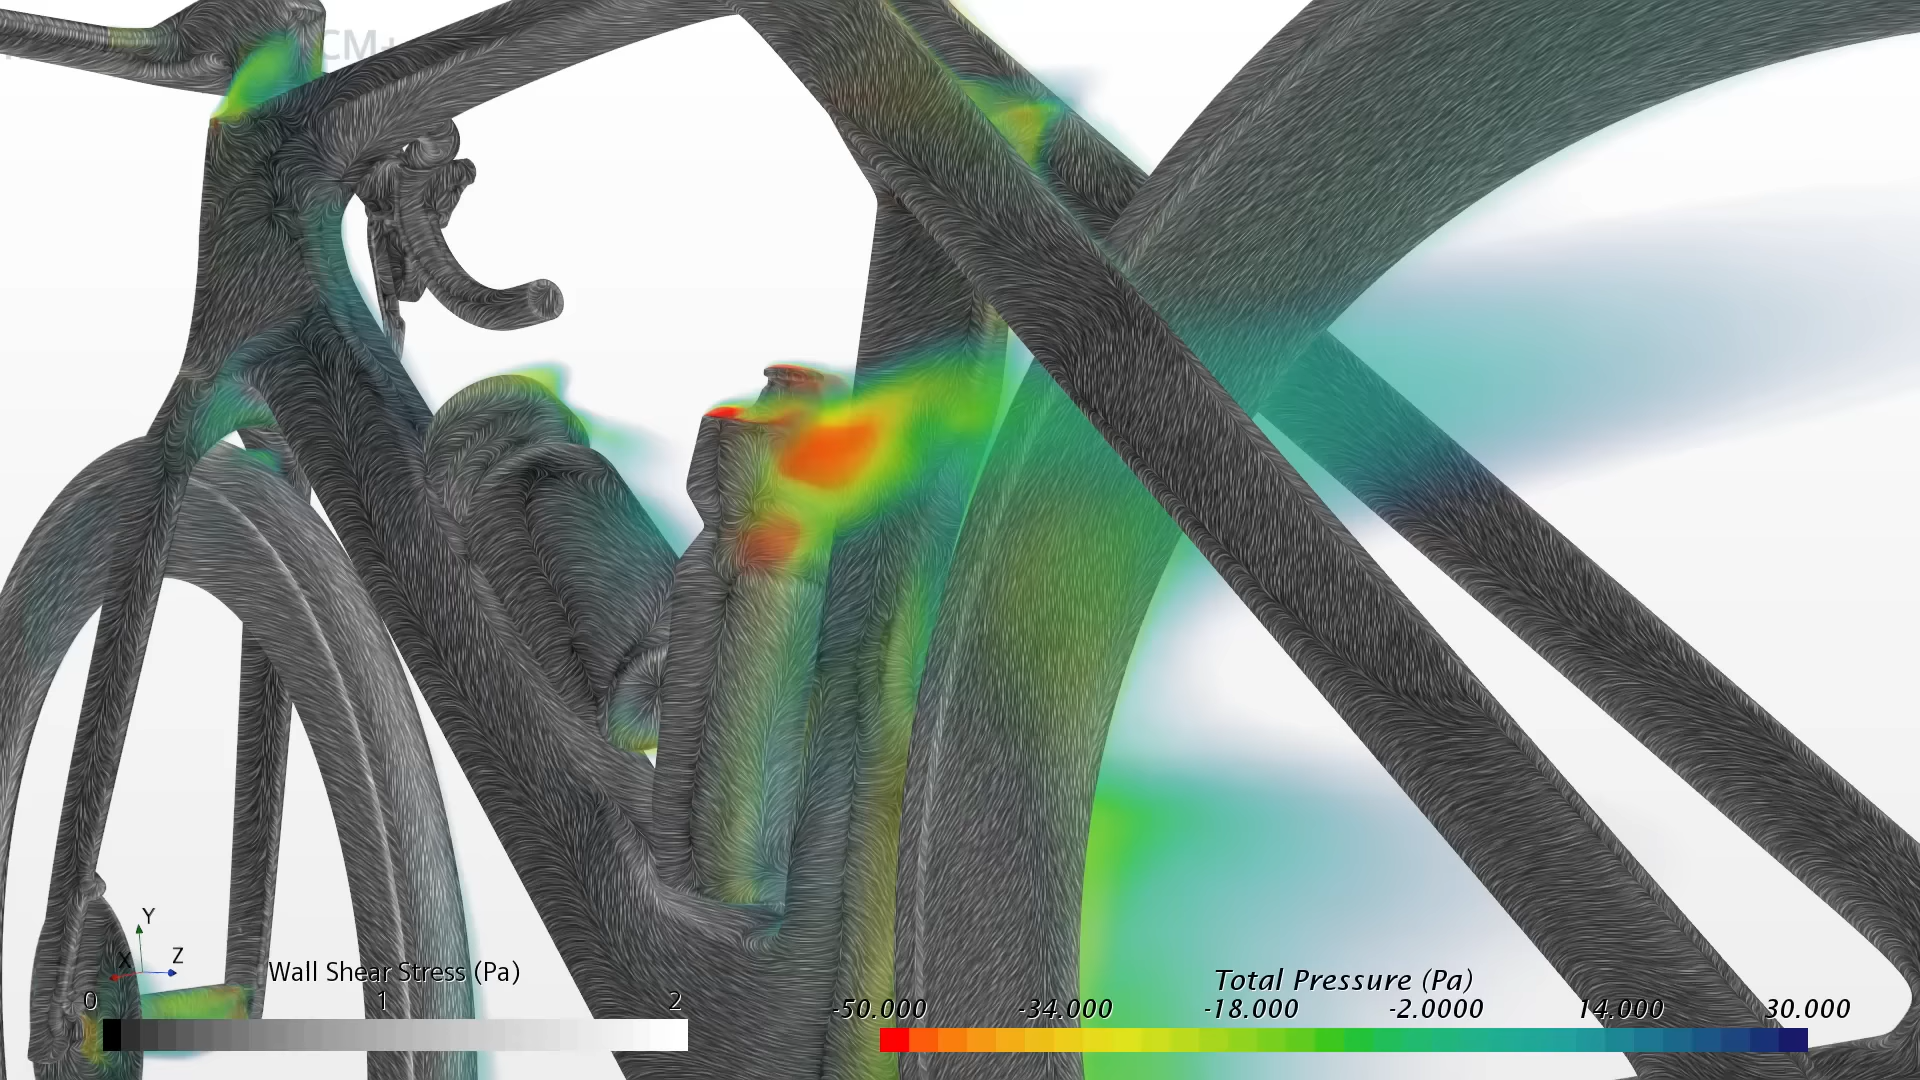 CM+
Y
X
Z
Wall Shear Stress (Pa)
0 1 2
Total Pressure (Pa)
-50.000 -34.000 -18.000 -2.0000 14.000 30.000